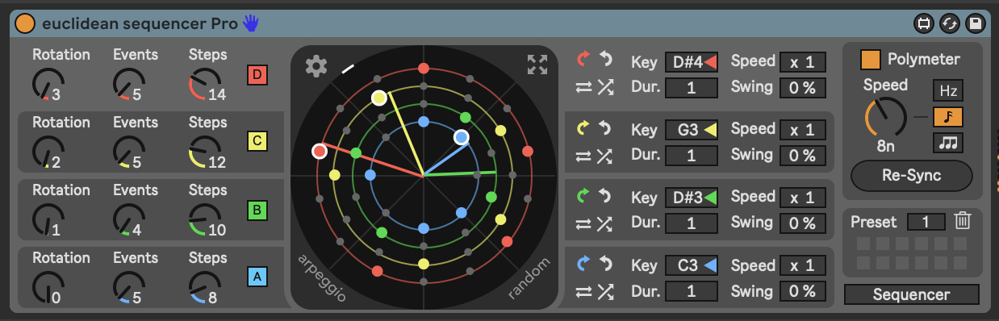 euclidean sequencer Pro
Rotation Events Steps
3 5 14 D
Rotation Events Steps
2 5 12 C
Rotation Events Steps
1 4 10 B
Rotation Events Steps
0 5 8 A
arpeggio random
Key D#4 Speed x 1
Dur. 1 Swing 0 %
Key G3 Speed x 1
Dur. 1 Swing 0 %
Key D#3 Speed x 1
Dur. 1 Swing 0 %
Key C3 Speed x 1
Dur. 1 Swing 0 %
Polymeter
Speed Hz
8n
Re-Sync
Preset 1
Sequencer